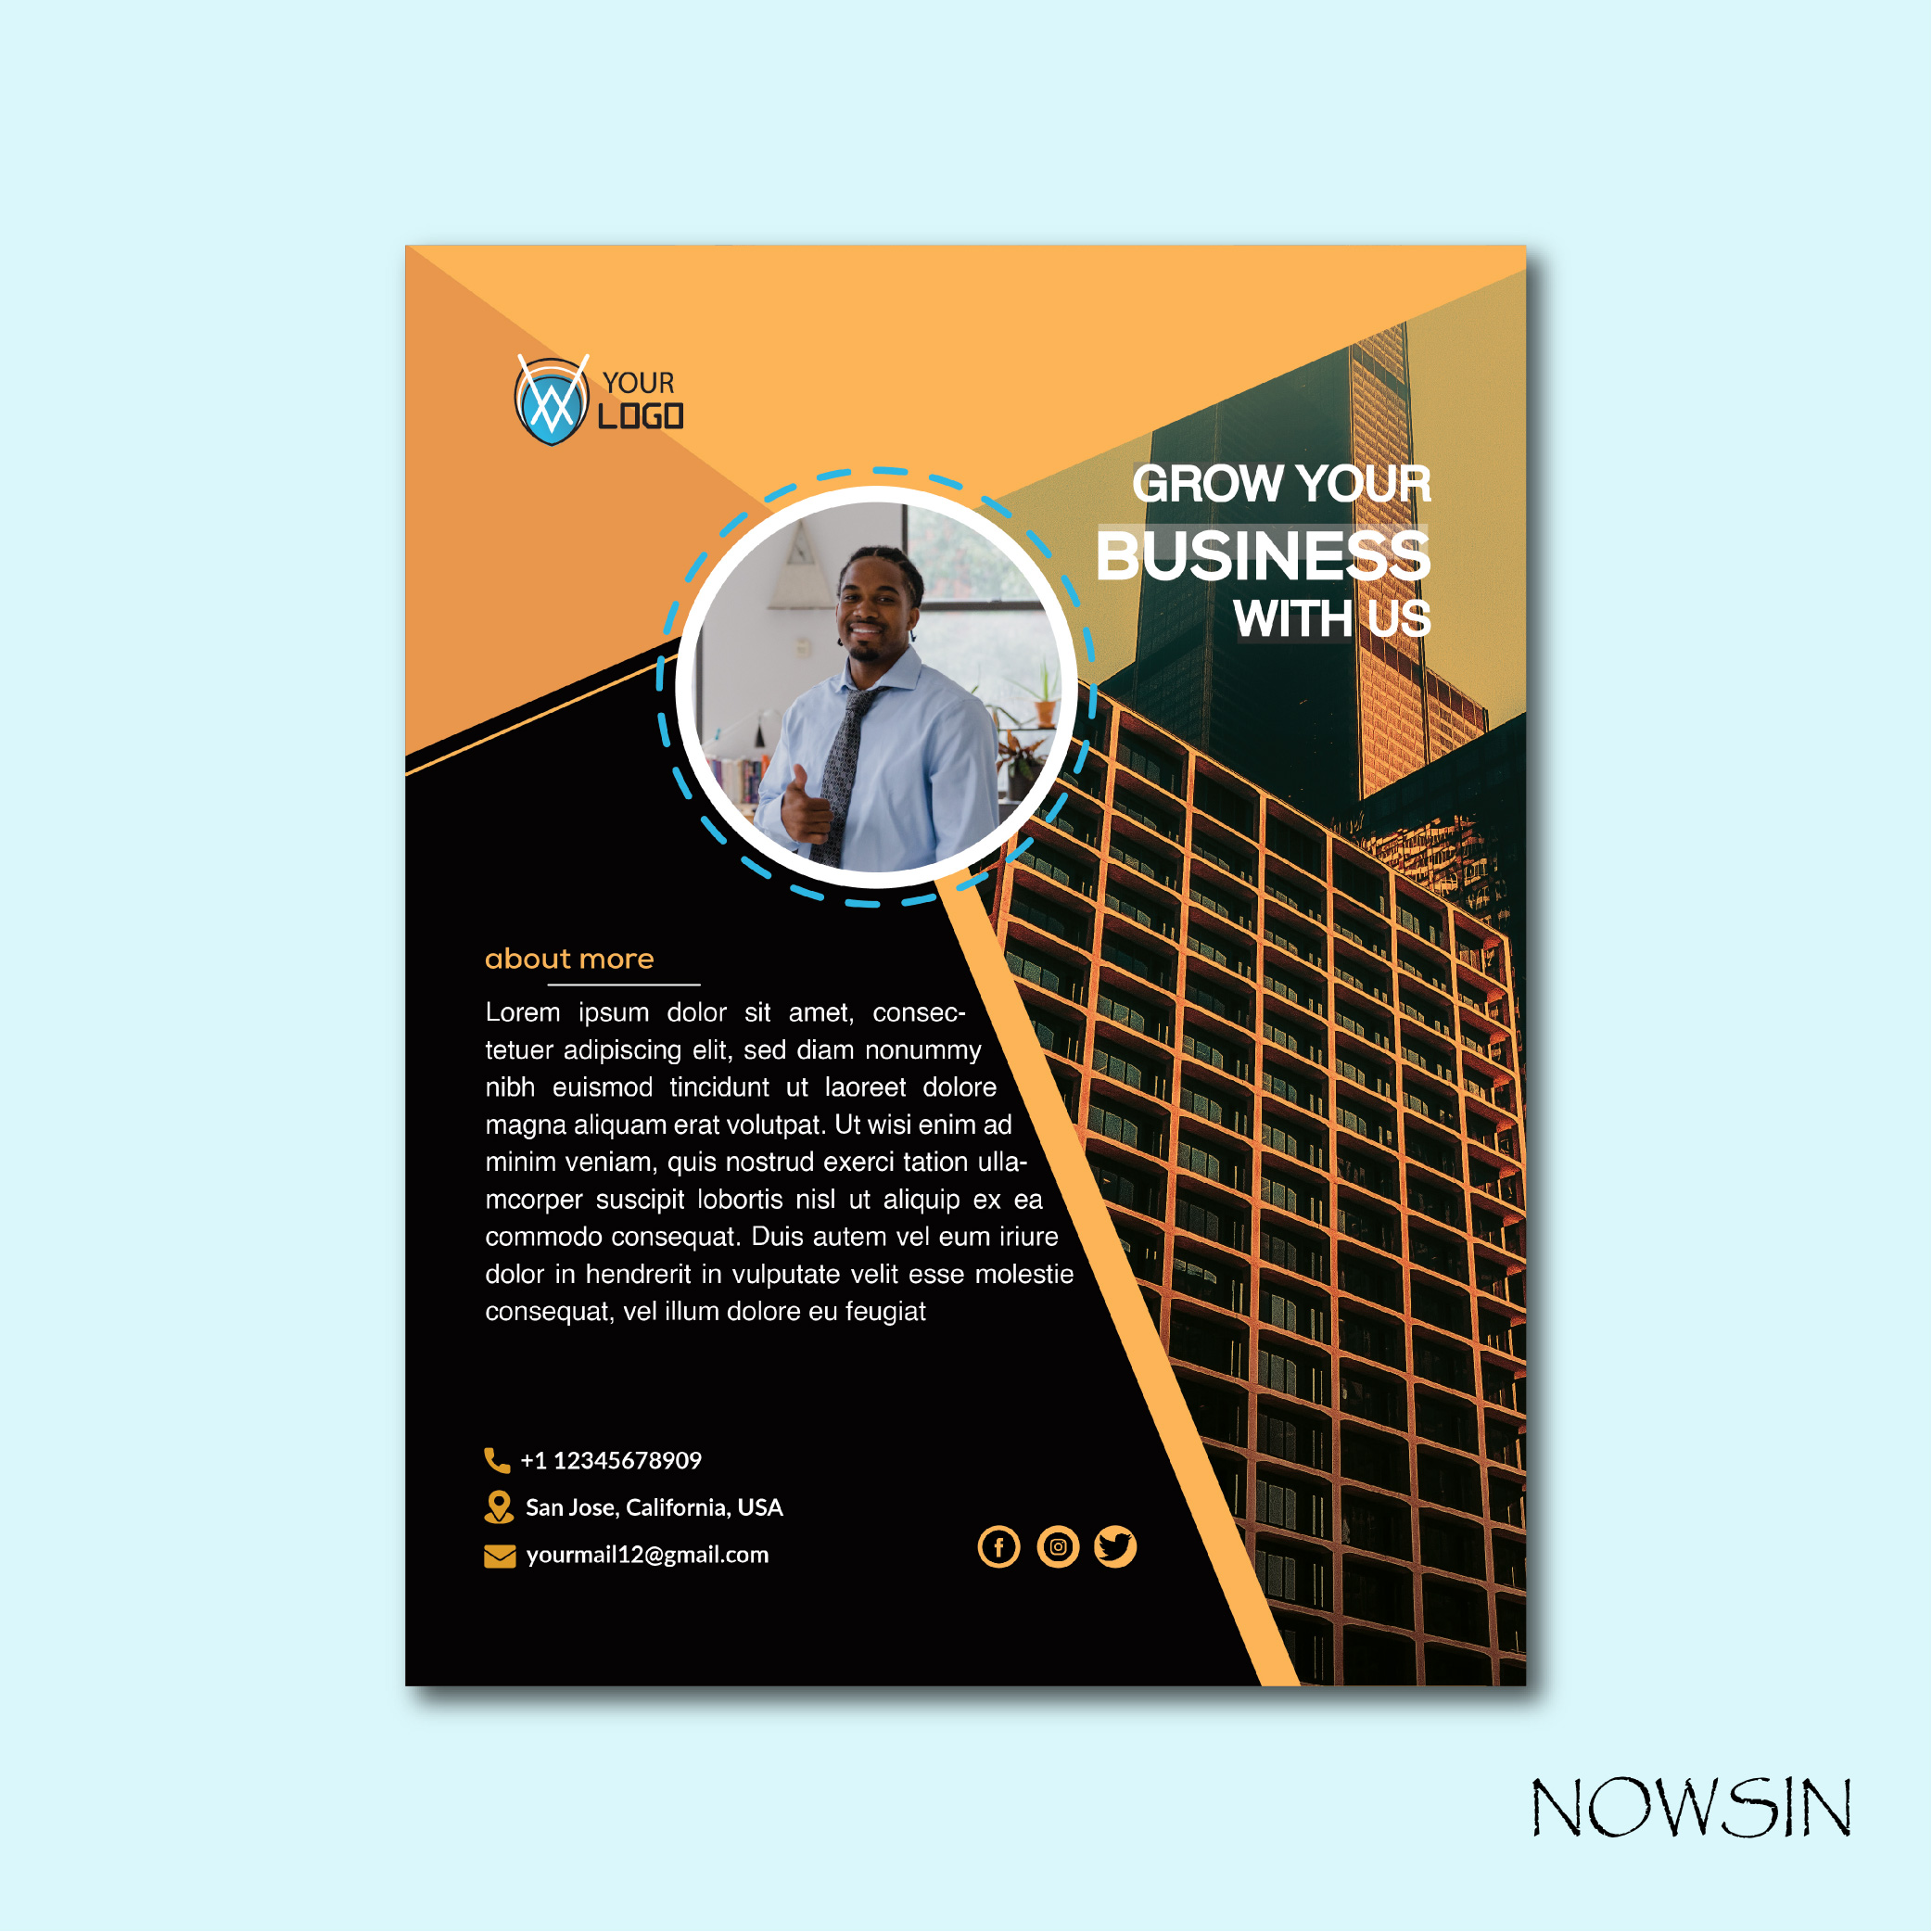 YOUR
LOGO
GROW YOUR
BUSINESS
WITH US
about more
Lorem ipsum dolor sit amet, consec-
tetuer adipiscing elit, sed diam nonummy
nibh euismod tincidunt ut laoreet dolore
magna aliquam erat volutpat. Ut wisi enim ad
minim veniam, quis nostrud exerci tation ulla-
mcorper suscipit lobortis nisl ut aliquip ex ea
commodo consequat. Duis autem vel eum iriure
dolor in hendrerit in vulputate velit esse molestie
consequat, vel illum dolore eu feugiat
+1 12345678909
San Jose, California, USA
yourmail12@gmail.com
NOWSIN